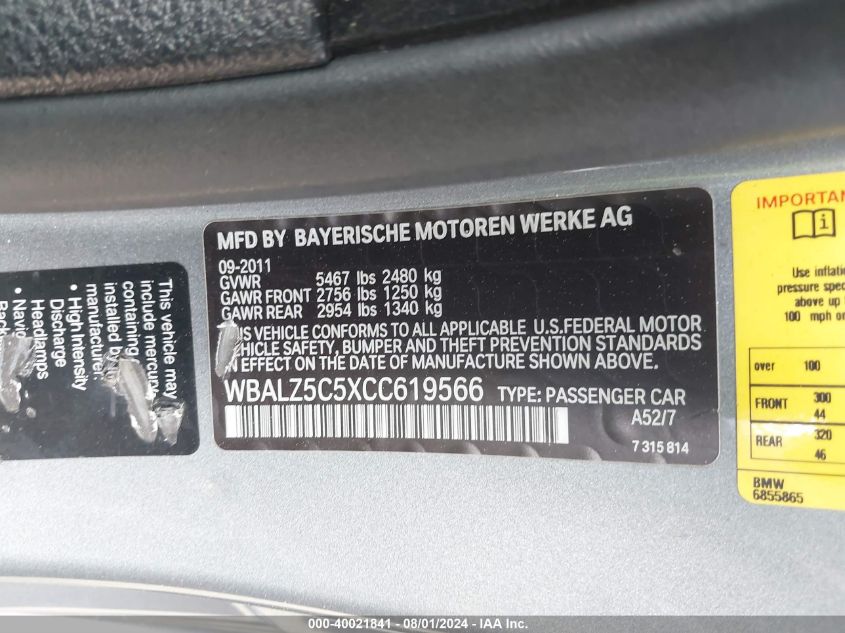 MFD BY BAYERISCHE MOTOREN WERKE AG
09-2011
GVWR 5467 lbs 2480 kg
GAWR FRONT 2756 lbs 1250 kg
GAWR REAR 2954 lbs 1340 kg
THIS VEHICLE CONFORMS TO ALL APPLICABLE U.S.FEDERAL MOTOR
VEHICLE SAFETY, BUMPER AND THEFT PREVENTION STANDARDS
IN EFFECT ON THE DATE OF MANUFACTURE SHOWN ABOVE.
WBALZ5C5XCC619566 TYPE: PASSENGER CAR
A52/7
7 315 814
This vehicle may
include mercury
containing
installed by
manufacturer:
• High Intensity
Discharge
Headlamps
• Navig
Back
IMPORTAN
Use inflati
pressure spec
above up
100 mph or
over 100
FRONT 300
44
REAR 320
46
BMW
6855865
000-40021841 - 08/01/2024 - IAA Inc.